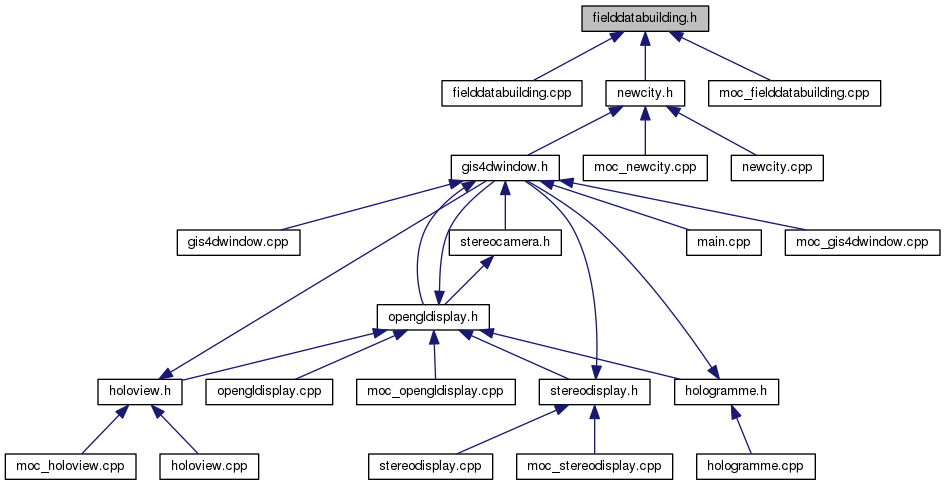 fielddatabuilding.h
fielddatabuilding.cpp
newcity.h
moc_fielddatabuilding.cpp
gis4dwindow.h
moc_newcity.cpp
newcity.cpp
gis4dwindow.cpp
stereocamera.h
main.cpp
moc_gis4dwindow.cpp
opengldisplay.h
holoview.h
opengldisplay.cpp
moc_opengldisplay.cpp
stereodisplay.h
hologramme.h
moc_holoview.cpp
holoview.cpp
stereodisplay.cpp
moc_stereodisplay.cpp
hologramme.cpp